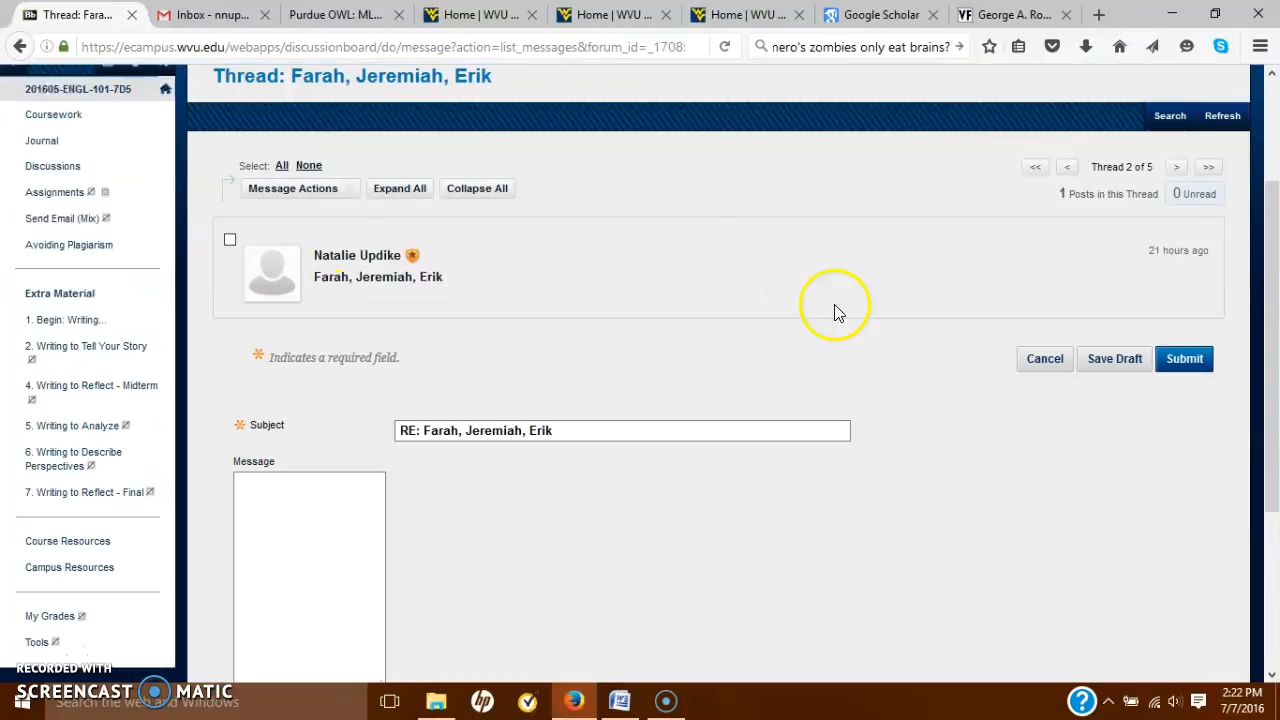 Thread: Fara...
Inbox - nnup...
Purdue OWL: ML...
Home | WVU ...
Home | WVU ...
Home | WVU ...
Google Scholar
VF
George A. Ro...
https://ecampus.wvu.edu/webapps/discussionboard/do/message?action=list_messages&forum_id=_1708
nero's zombies only eat brains?
201605-ENGL-101-7D5
Coursework
Journal
Discussions
Assignments
Send Email (Mix)
Avoiding Plagiarism
Extra Material
1. Begin: Writing...
2. Writing to Tell Your Story
4. Writing to Reflect - Midterm
5. Writing to Analyze
6. Writing to Describe
Perspectives
7. Writing to Reflect - Final
Course Resources
Campus Resources
My Grades
Tools
Thread: Farah, Jeremiah, Erik
Search
Refresh
Select: All None
<< < Thread 2 of 5 > >>
Message Actions
Expand All
Collapse All
1 Posts in this Thread
0 Unread
Natalie Updike
21 hours ago
Farah, Jeremiah, Erik
Indicates a required field.
Cancel
Save Draft
Submit
Subject
RE: Farah, Jeremiah, Erik
Message
RECORDED WITH
SCREENCAST MATIC
Search the web and Windows
2:22 PM
7/7/2016